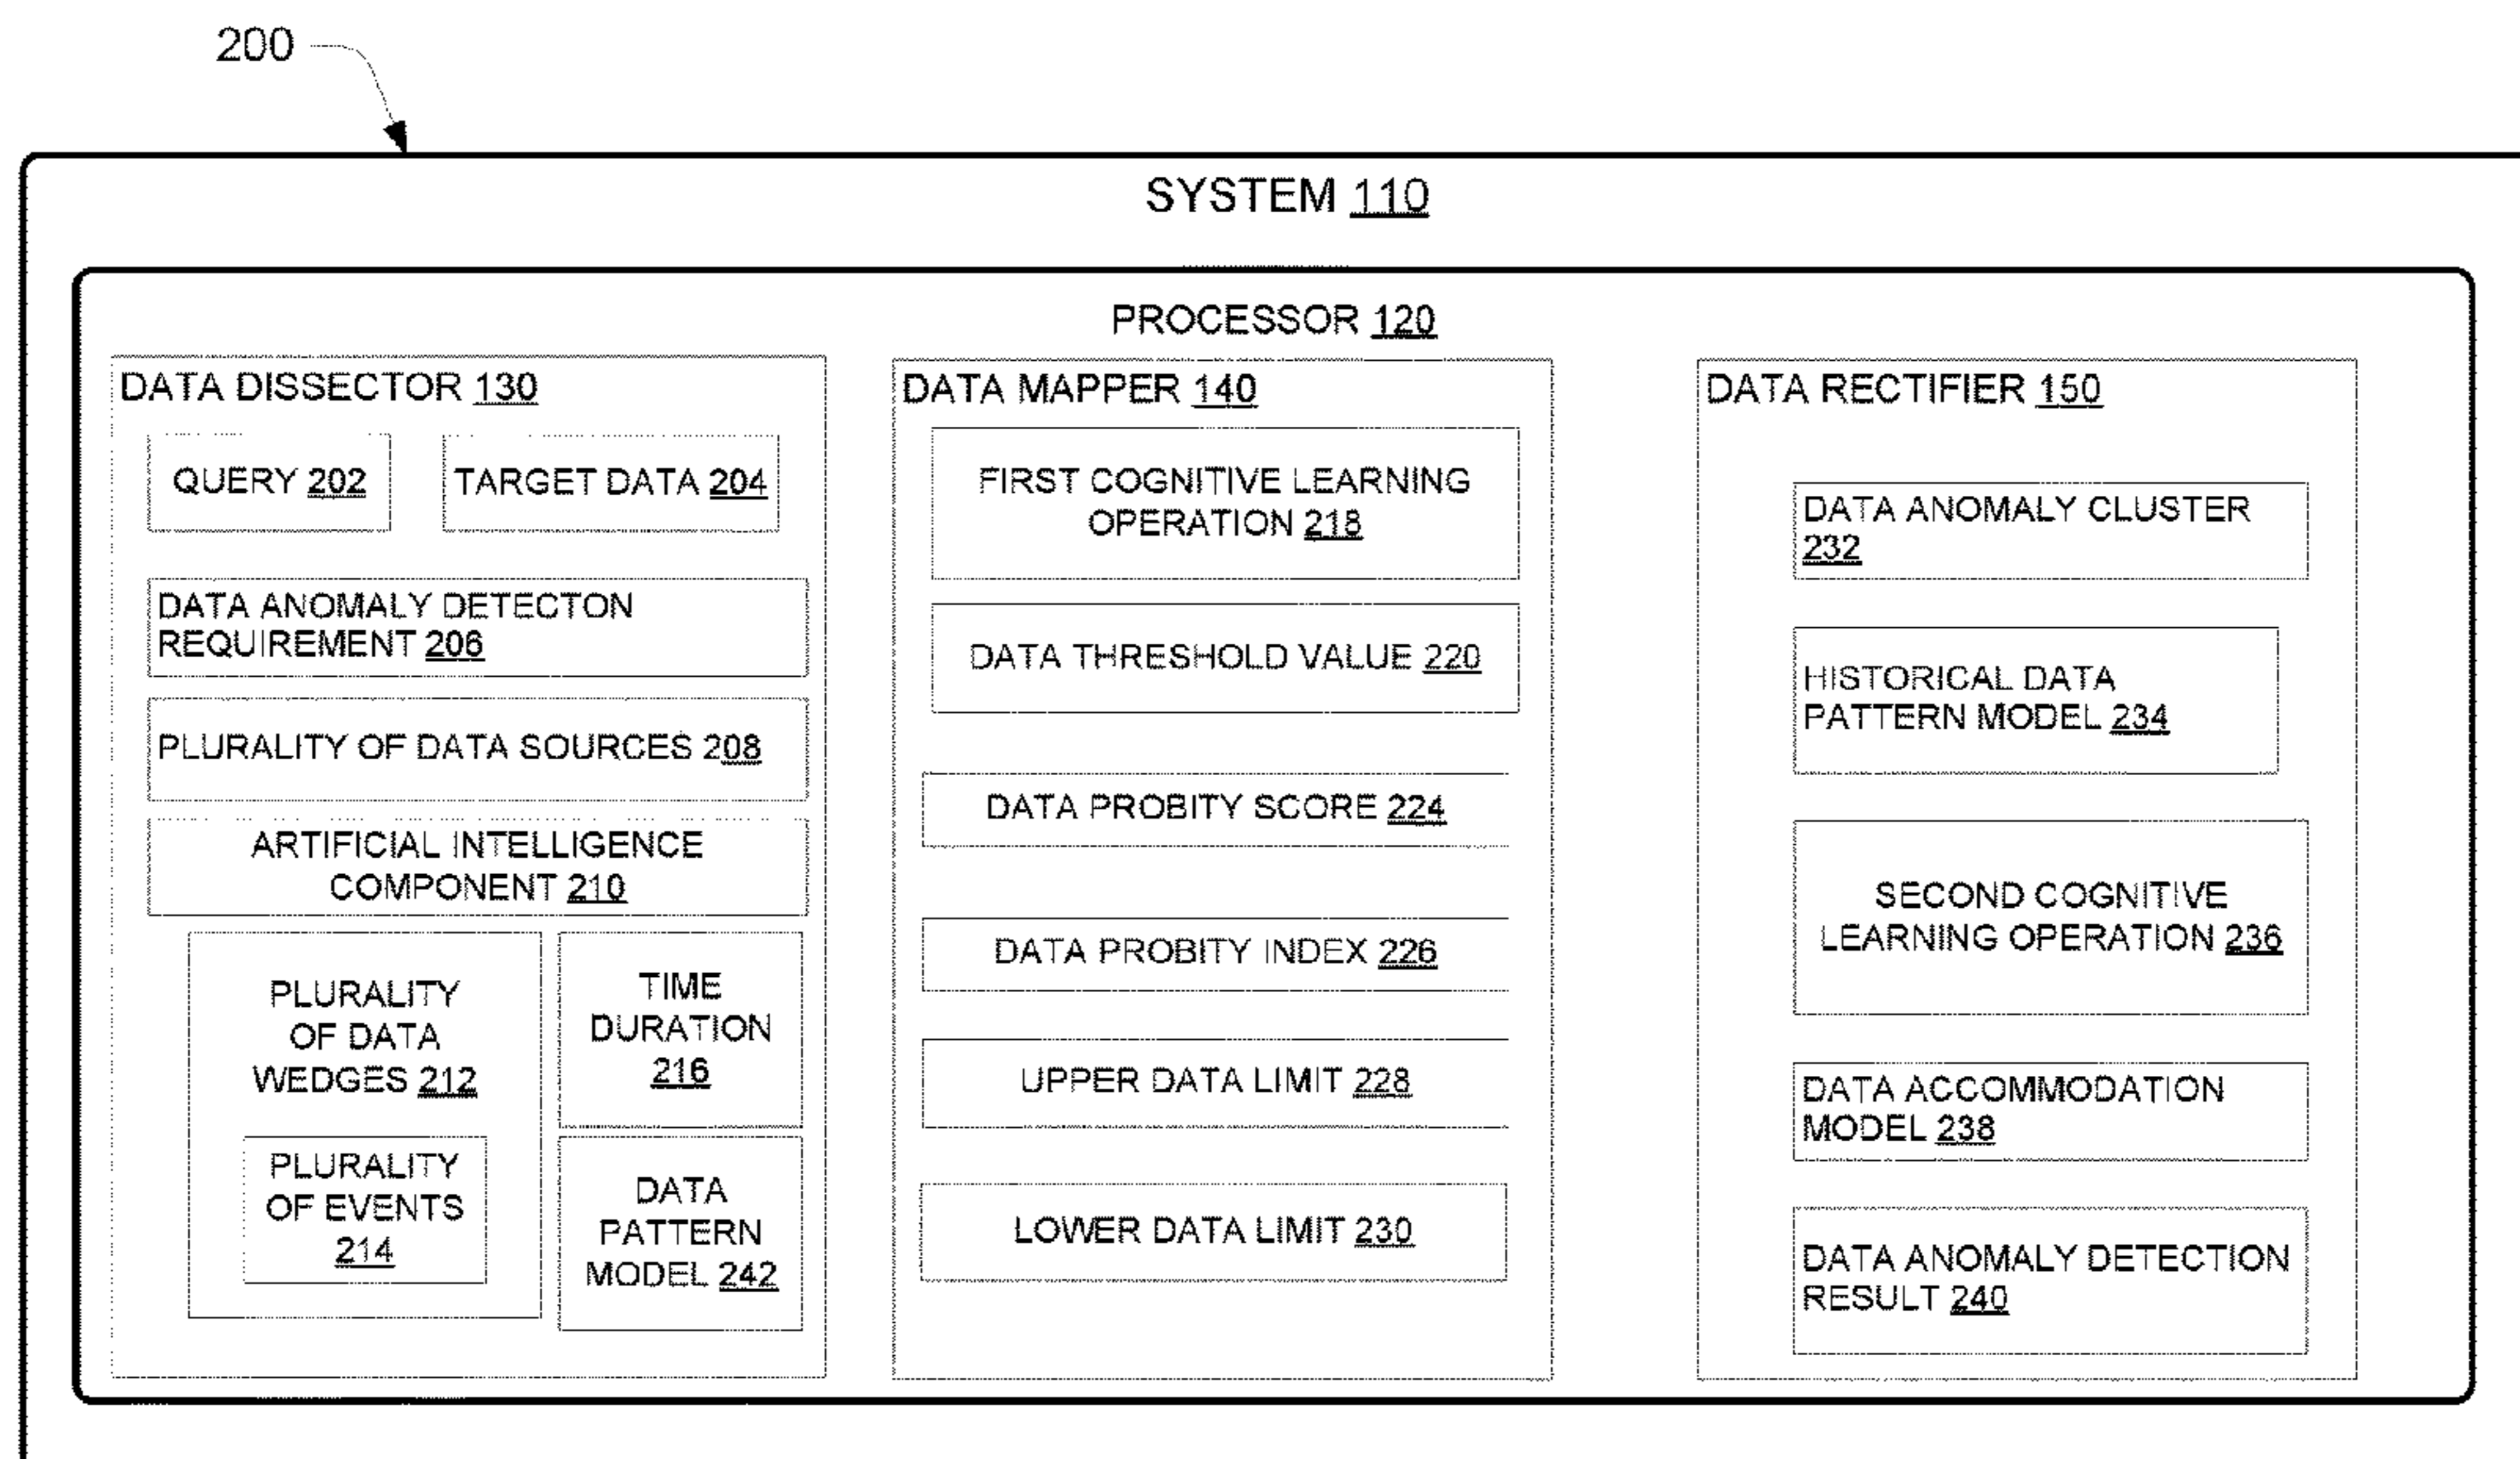 200
SYSTEM 110
PROCESSOR 120
DATA DISSECTOR 130
QUERY 202
TARGET DATA 204
DATA ANOMALY DETECTON
REQUIREMENT 206
PLURALITY OF DATA SOURCES 208
ARTIFICIAL INTELLIGENCE
COMPONENT 210
PLURALITY
OF DATA
WEDGES 212
PLURALITY
OF EVENTS
214
TIME
DURATION
216
DATA
PATTERN
MODEL 242
DATA MAPPER 140
FIRST COGNITIVE LEARNING
OPERATION 218
DATA THRESHOLD VALUE 220
DATA PROBITY SCORE 224
DATA PROBITY INDEX 226
UPPER DATA LIMIT 228
LOWER DATA LIMIT 230
DATA RECTIFIER 150
DATA ANOMALY CLUSTER
232
HISTORICAL DATA
PATTERN MODEL 234
SECOND COGNITIVE
LEARNING OPERATION 236
DATA ACCOMMODATION
MODEL 238
DATA ANOMALY DETECTION
RESULT 240